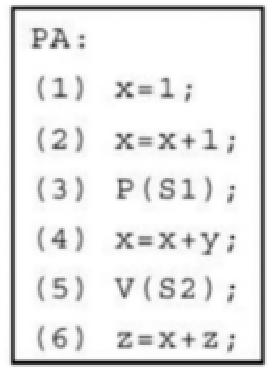 PA:
(1) x=1;
(2) x=x+1;
(3) P(S1);
(4) x=x+y;
(5) V(S2);
(6) z=x+z;